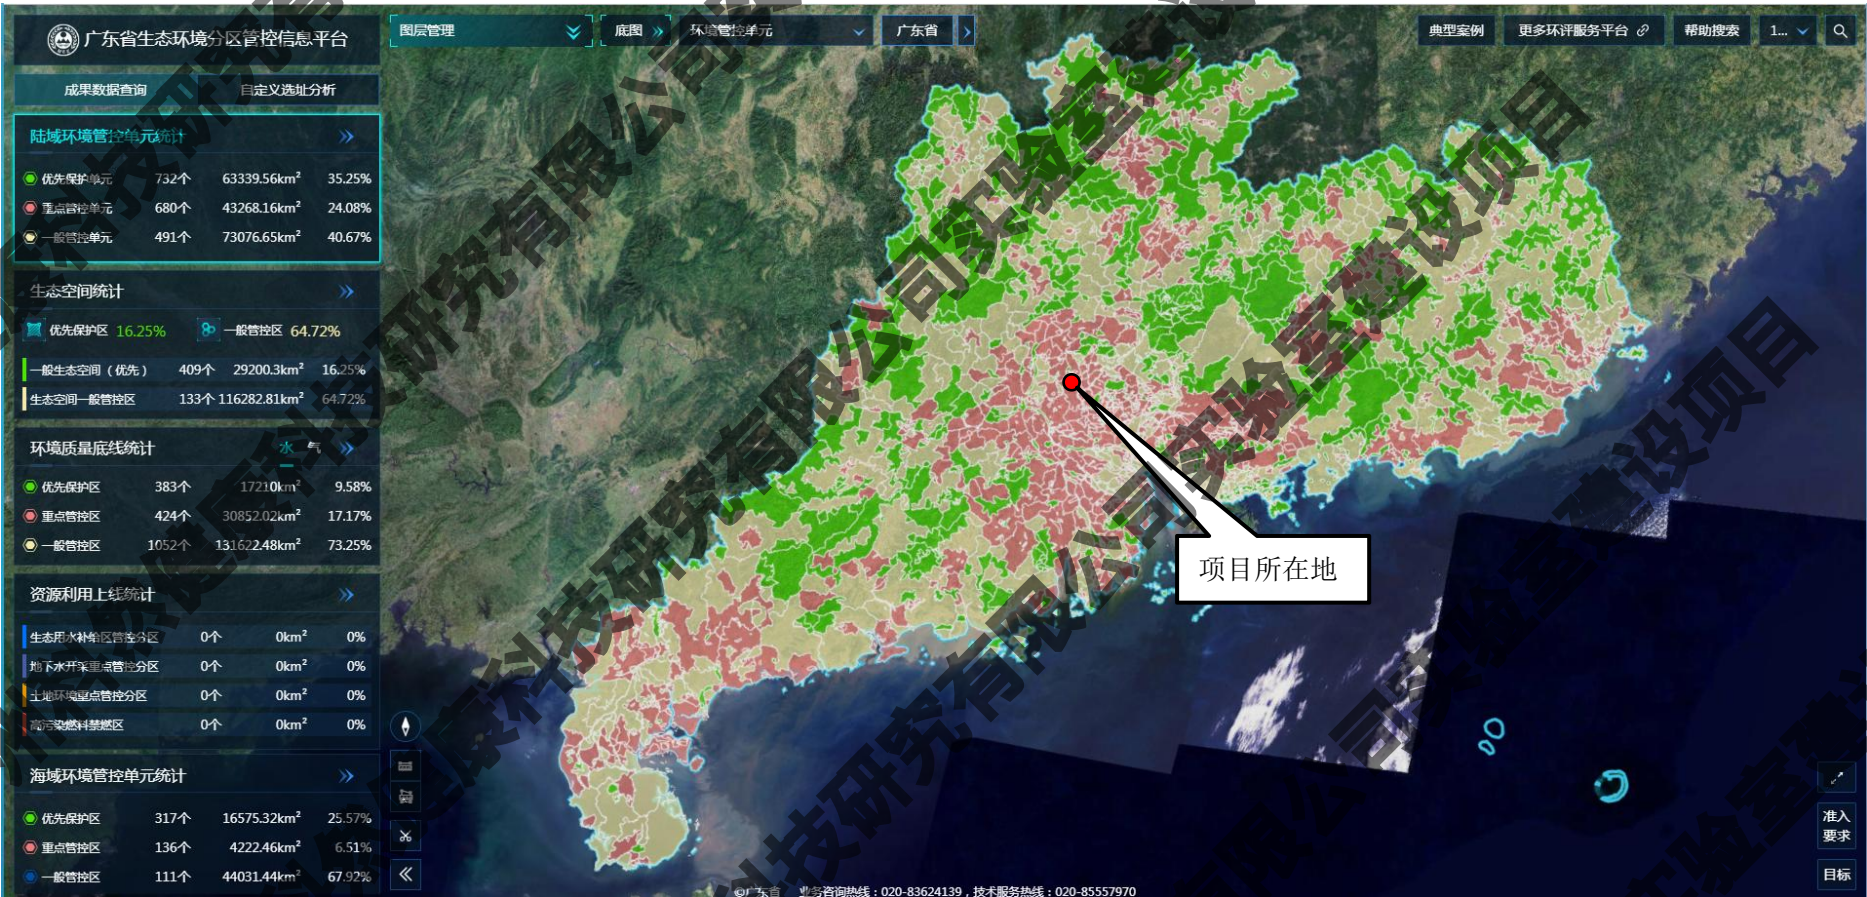 广东省生态环境分区管控信息平台
图层管理
底图
环境管控单元
广东省
典型案例
更多环评服务平台
帮助搜索
1...
成果数据查询
自定义选址分析
陆域环境管控单元统计
优先保护单元 732个 63339.56km² 35.25%
重点管控单元 680个 43268.16km² 24.08%
一般管控单元 491个 73076.65km² 40.67%
生态空间统计
优先保护区 16.25% 一般管控区 64.72%
一般生态空间（优先） 409个 29200.3km² 16.25%
生态空间一般管控区 133个 116282.81km² 64.72%
环境质量底线统计 水 气
优先保护区 383个 17210km² 9.58%
重点管控区 424个 30852.02km² 17.17%
一般管控区 1052个 131622.48km² 73.25%
资源利用上线统计
生态用水补给区管控分区 0个 0km² 0%
地下水开采重点管控分区 0个 0km² 0%
土地环境重点管控分区 0个 0km² 0%
高污染燃料禁燃区 0个 0km² 0%
海域环境管控单元统计
优先保护区 317个 16575.32km² 25.57%
重点管控区 136个 4222.46km² 6.51%
一般管控区 111个 44031.44km² 67.92%
项目所在地
准入
要求
目标
©广东省 业务咨询热线：020-83624139，技术服务热线：020-85557970